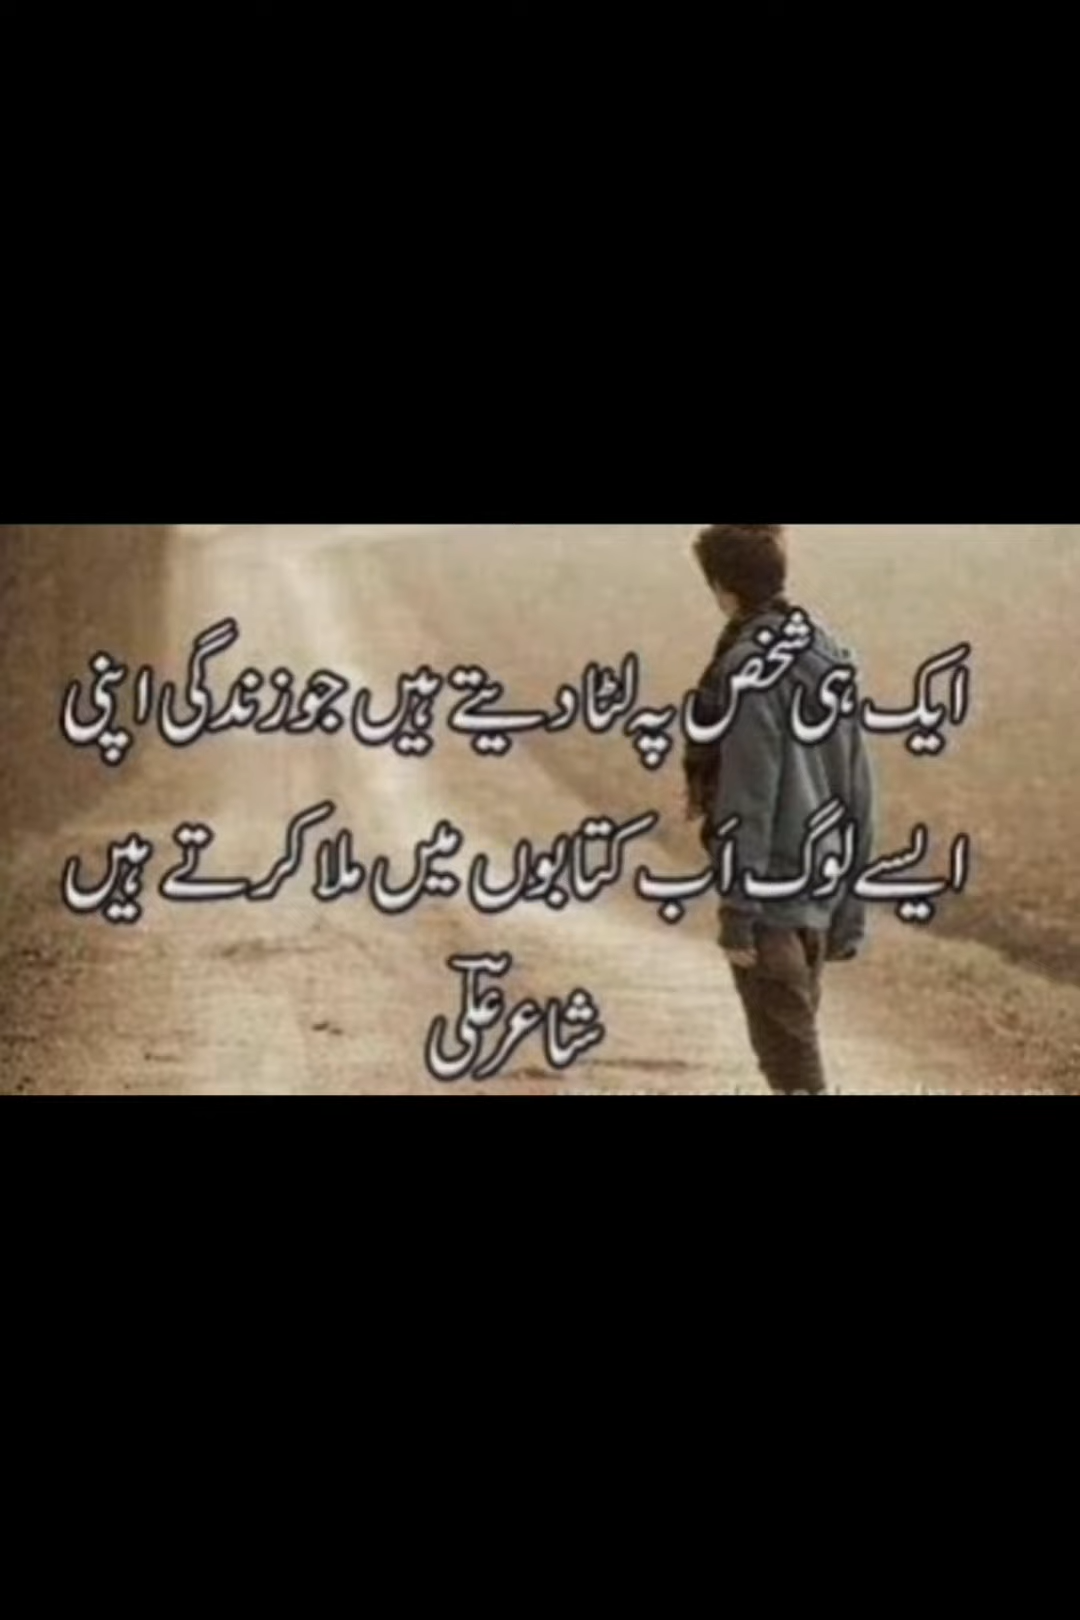 ایک ہی شخص پہ لٹا دیتے ہیں جو زندگی اپنی
ایسے لوگ اَب کتابوں میں ملا کرتے ہیں
شاعر علی